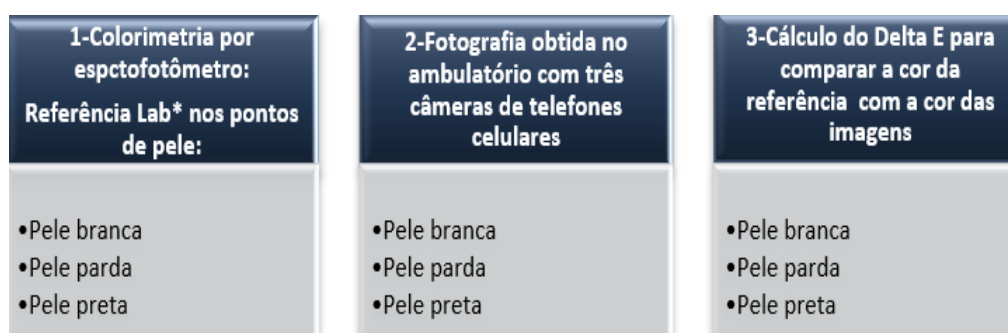 1-Colorimetria por
espctofotômetro:
Referência Lab* nos pontos
de pele:
•Pele branca
•Pele parda
•Pele preta
2-Fotografia obtida no
ambulatório com três
câmeras de telefones
celulares
•Pele branca
•Pele parda
•Pele preta
3-Cálculo do Delta E para
comparar a cor da
referência com a cor das
imagens
•Pele branca
•Pele parda
•Pele preta